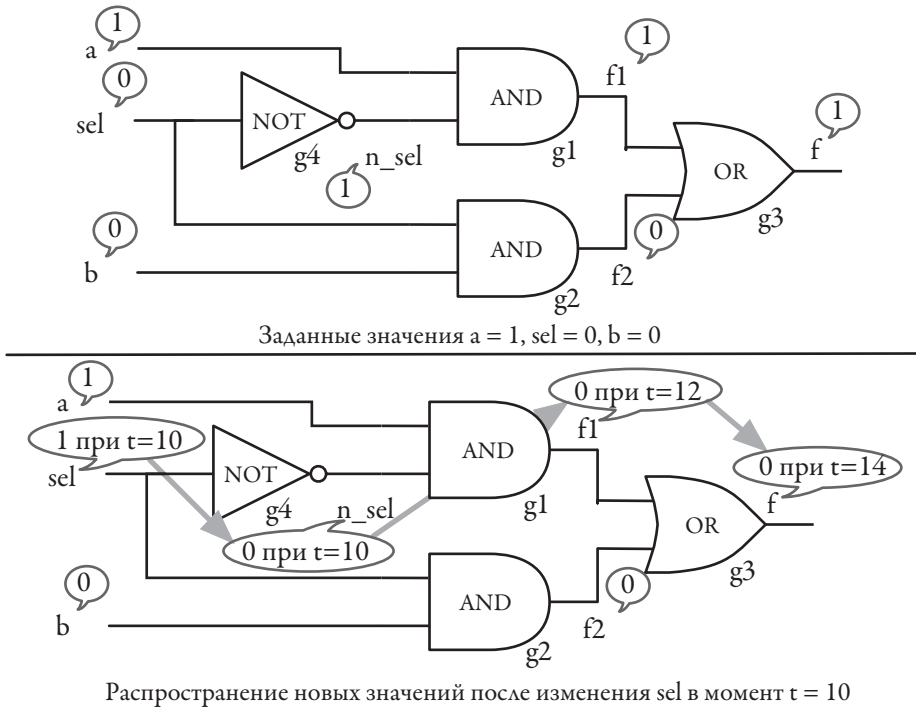 1
a
0
sel
NOT
g4
n_sel
1
AND
g1
f1
1
0
b
AND
g2
f2
0
OR
g3
f
1
Заданные значения a = 1, sel = 0, b = 0
1
a
1 при t=10
sel
NOT
g4
n_sel
0 при t=10
AND
g1
0 при t=12
f1
0 при t=14
f
0
b
AND
g2
f2
0
OR
g3
Распространение новых значений после изменения sel в момент t = 10